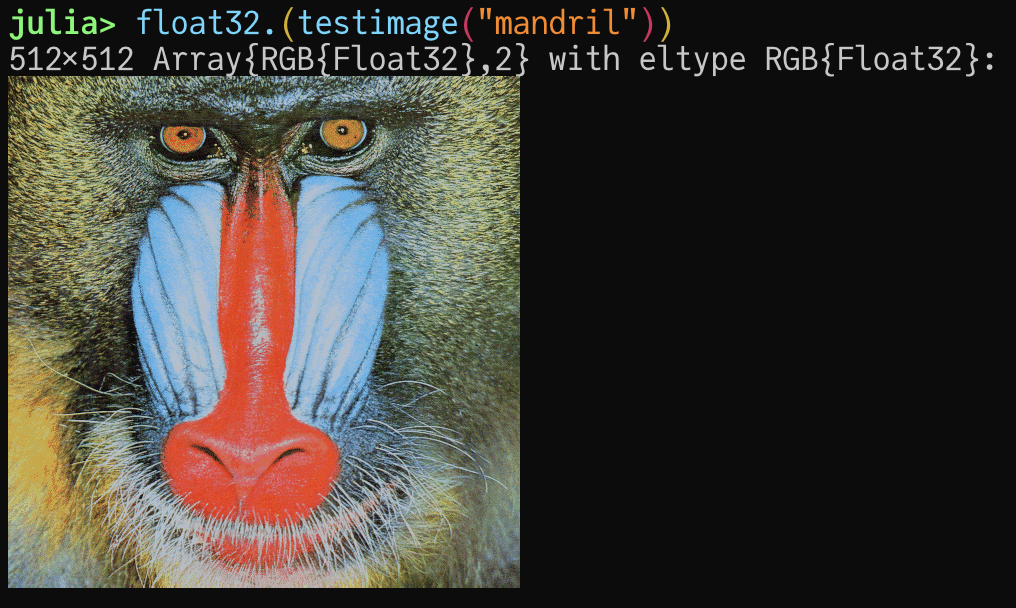 julia> float32.(testimage("mandril"))
512×512 Array{RGB{Float32},2} with eltype RGB{Float32}: